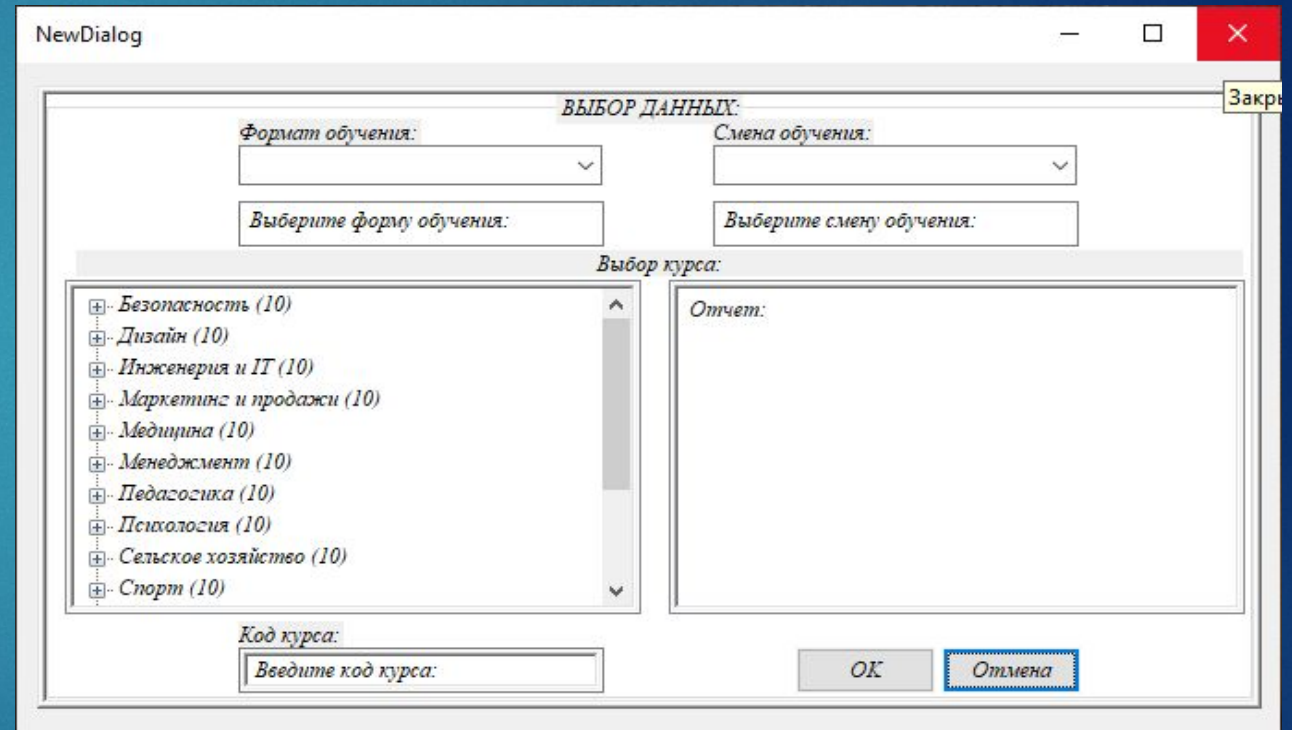 NewDialog
Закры
ВЫБОР ДАННЫХ:
Формат обучения: Смена обучения:
Выберите форму обучения: Выберите смену обучения:
Выбор курса:
Безопасность (10)
Дизайн (10)
Инженерия и IT (10)
Маркетинг и продажи (10)
Медицина (10)
Менеджмент (10)
Педагогика (10)
Психология (10)
Сельское хозяйство (10)
Спорт (10)
Отчет:
Код курса:
Введите код курса:
OK Отмена